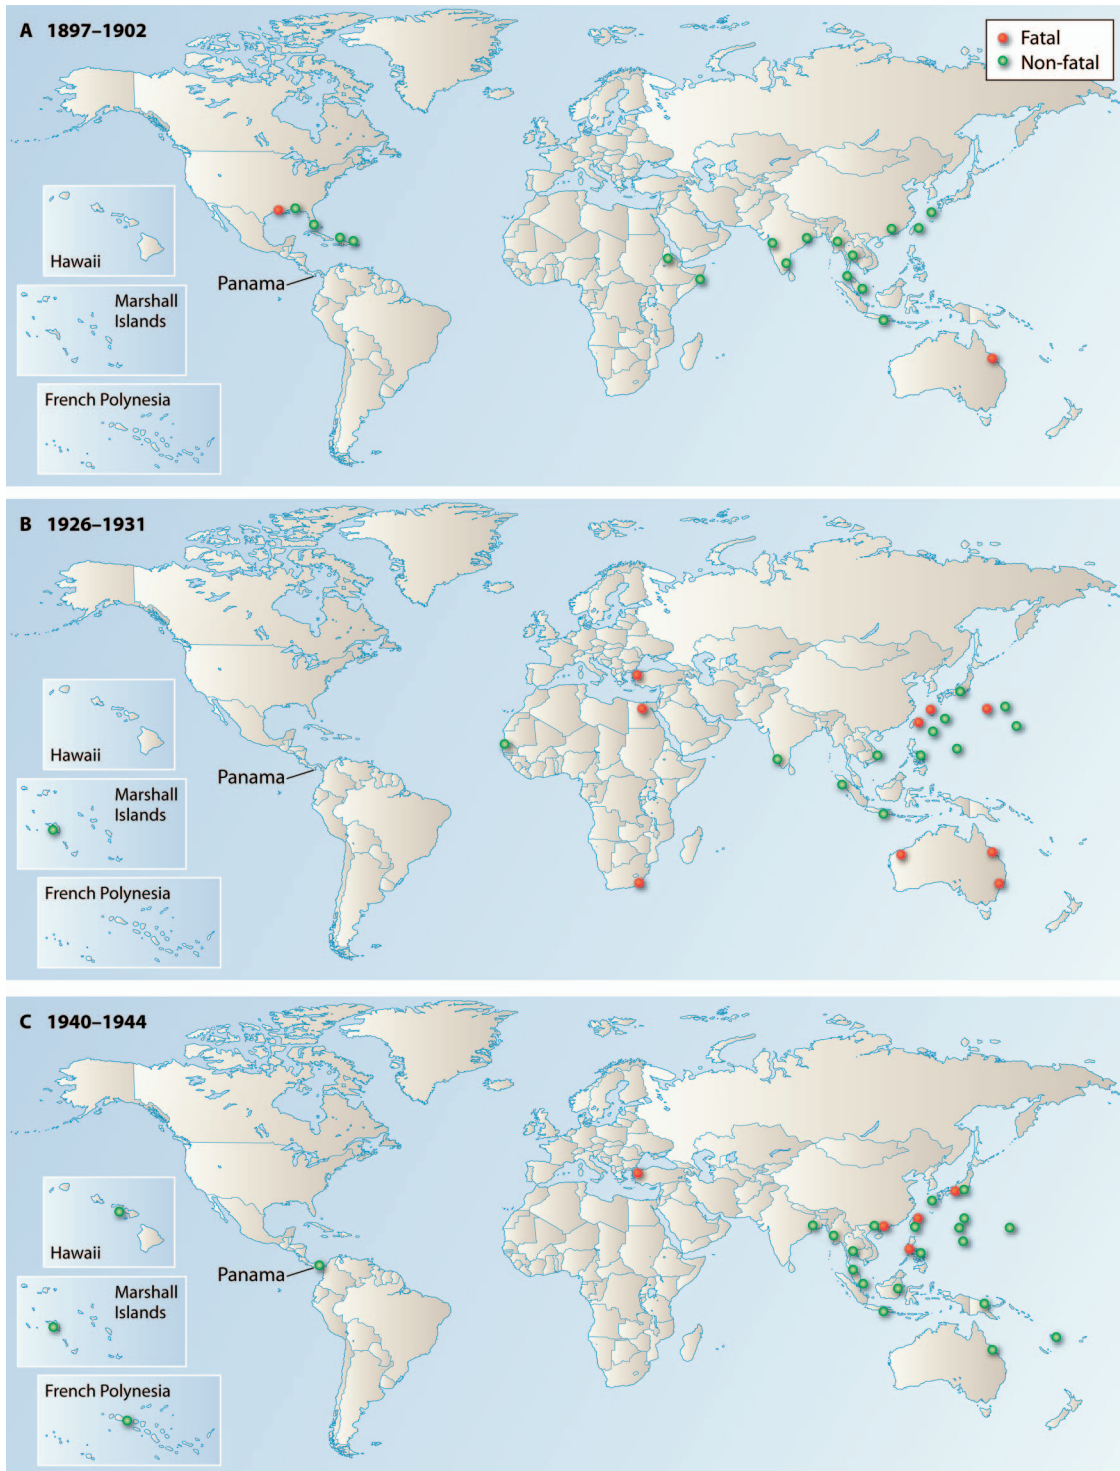 A 1897–1902
Fatal
Non-fatal
Hawaii
Panama
Marshall
Islands
French Polynesia
B 1926–1931
Hawaii
Panama
Marshall
Islands
French Polynesia
C 1940–1944
Hawaii
Panama
Marshall
Islands
French Polynesia